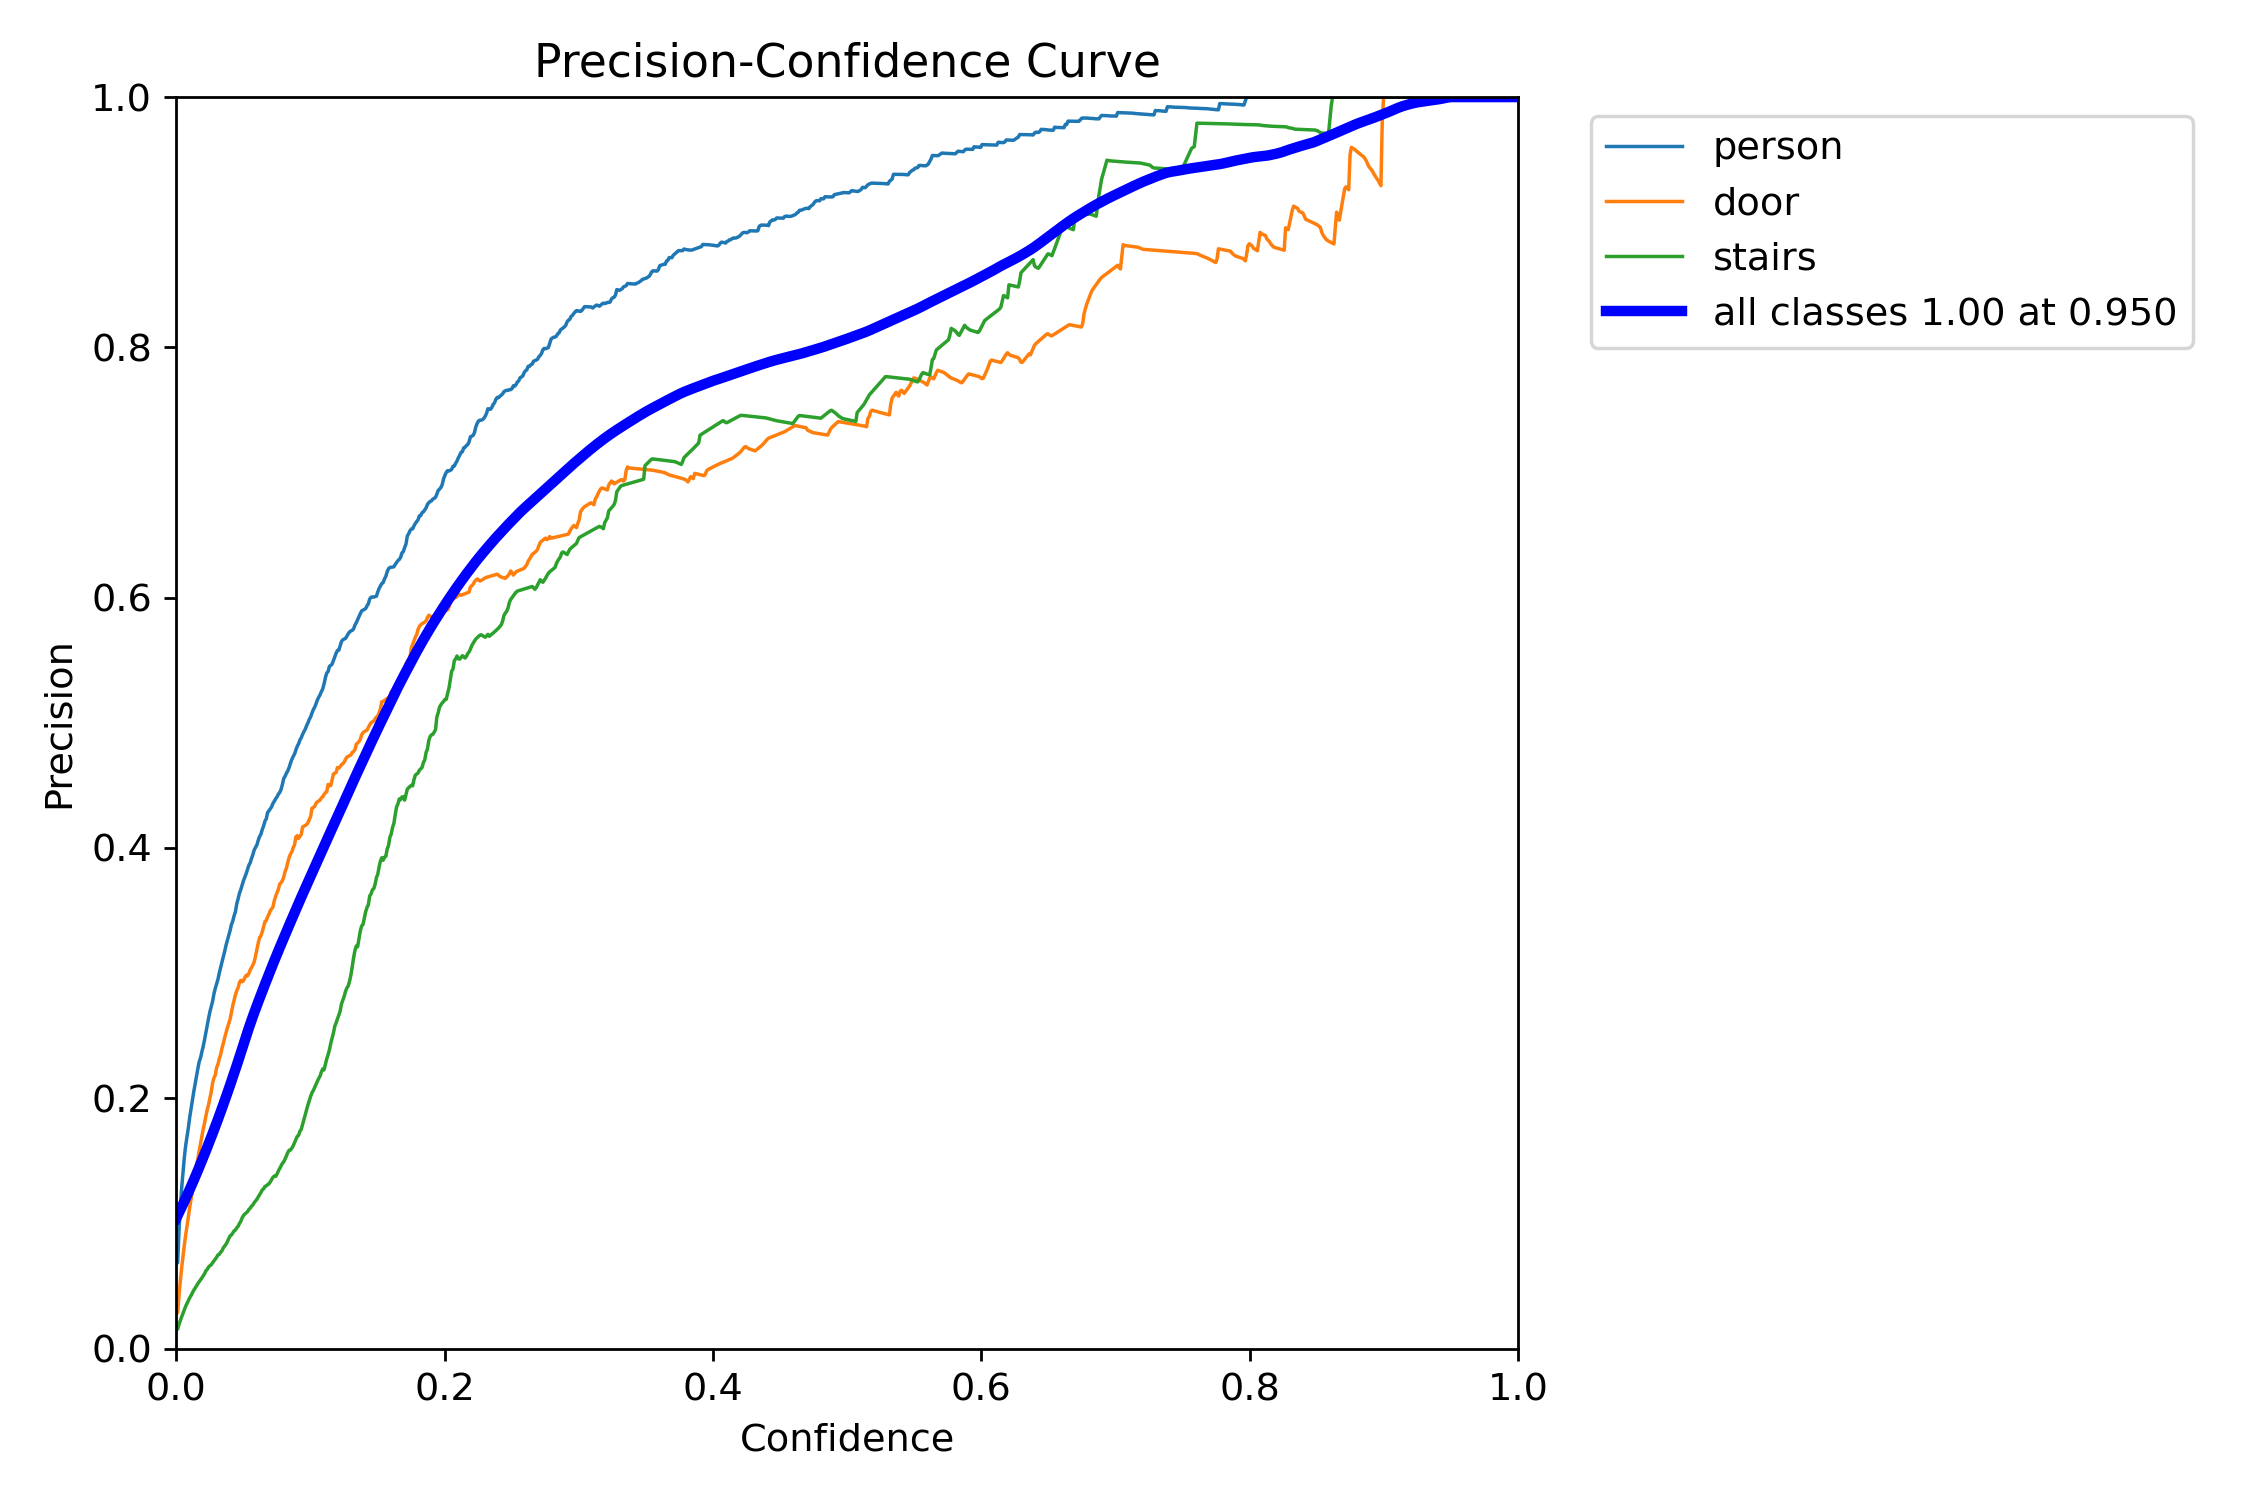 Precision-Confidence Curve
1.0
0.8
0.6
0.4
0.2
0.0
Precision
0.0 0.2 0.4 0.6 0.8 1.0
Confidence
person
door
stairs
all classes 1.00 at 0.950